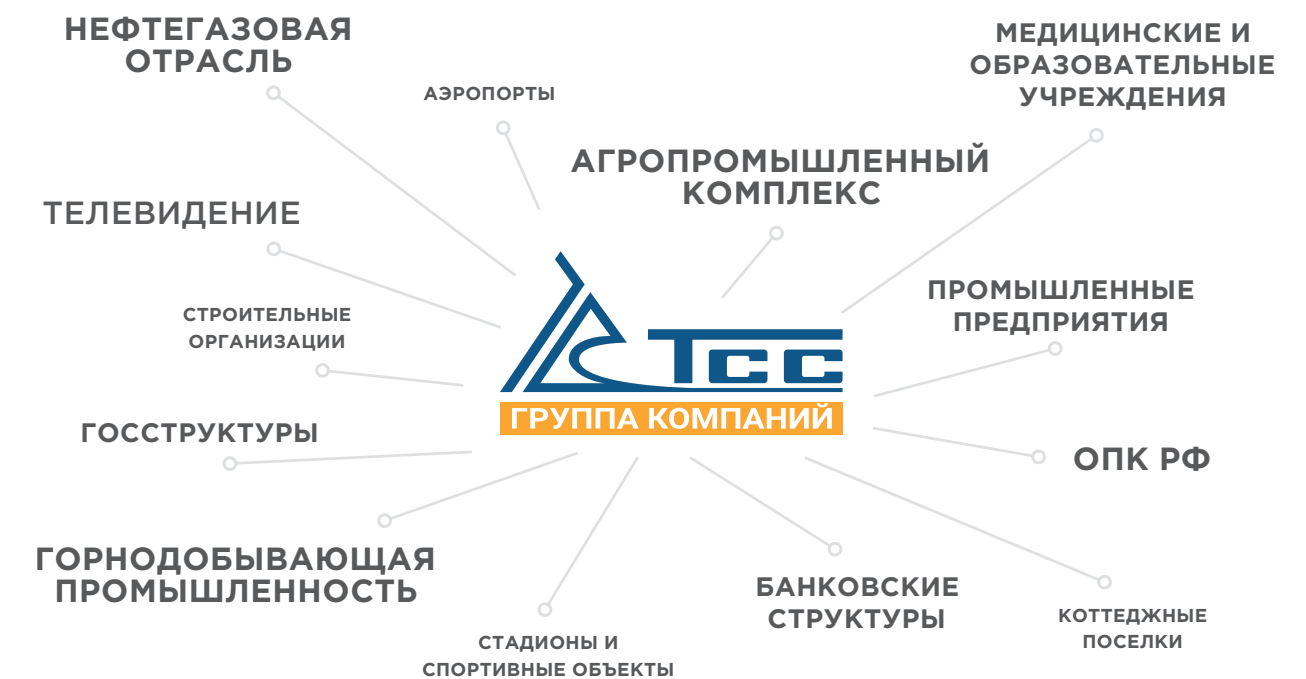 НЕФТЕГАЗОВАЯ
ОТРАСЛЬ
АЭРОПОРТЫ
МЕДИЦИНСКИЕ И
ОБРАЗОВАТЕЛЬНЫЕ
УЧРЕЖДЕНИЯ
АГРОПРОМЫШЛЕННЫЙ
КОМПЛЕКС
ТЕЛЕВИДЕНИЕ
СТРОИТЕЛЬНЫЕ
ОРГАНИЗАЦИИ
ПРОМЫШЛЕННЫЕ
ПРЕДПРИЯТИЯ
ТСС
ГРУППА КОМПАНИЙ
ГОССТРУКТУРЫ
ОПК РФ
ГОРНОДОБЫВАЮЩАЯ
ПРОМЫШЛЕННОСТЬ
СТАДИОНЫ И
СПОРТИВНЫЕ ОБЪЕКТЫ
БАНКОВСКИЕ
СТРУКТУРЫ
КОТТЕДЖНЫЕ
ПОСЕЛКИ